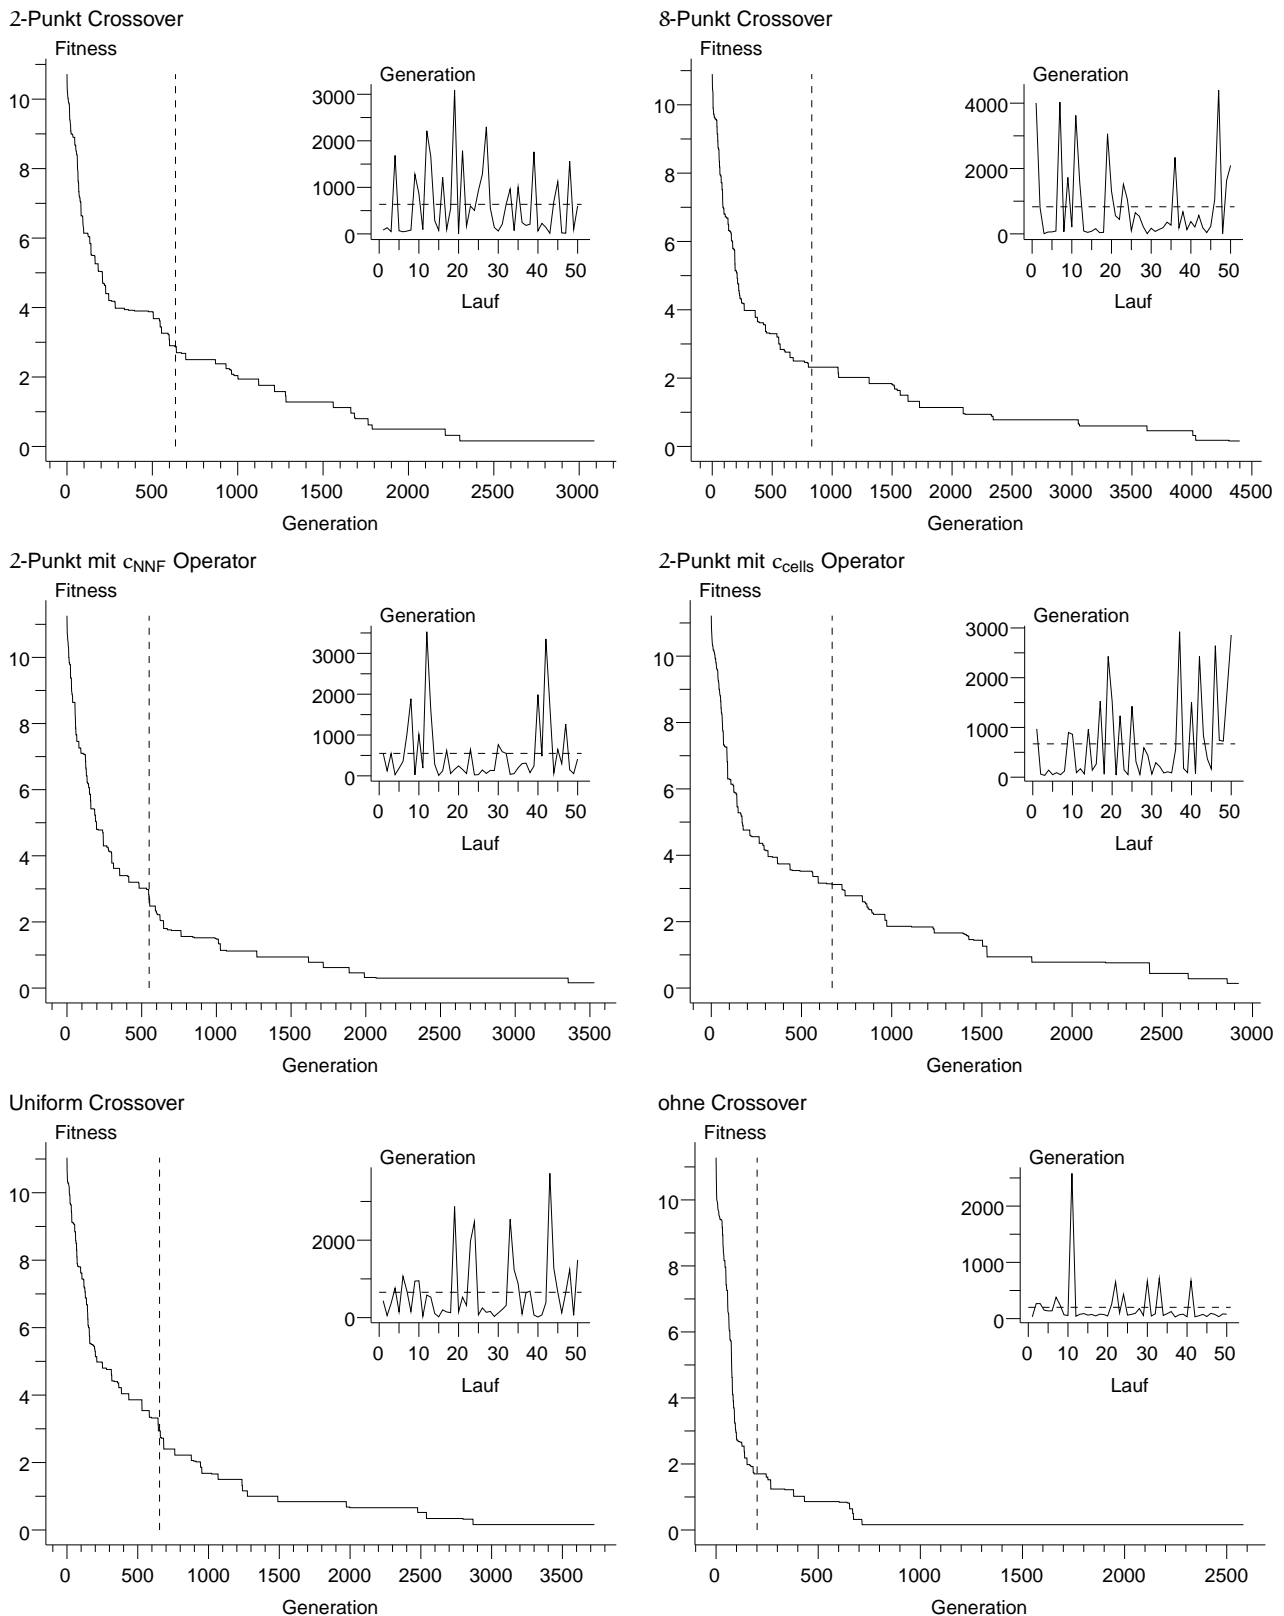 2-Punkt Crossover
Fitness
10
8
6
4
2
0
0 500 1000 1500 2000 2500 3000
Generation
Generation
3000
2000
1000
0
0 10 20 30 40 50
Lauf
8-Punkt Crossover
Fitness
10
8
6
4
2
0
0 500 1000 1500 2000 2500 3000 3500 4000 4500
Generation
Generation
4000
2000
0
0 10 20 30 40 50
Lauf
2-Punkt mit cNNF Operator
Fitness
10
8
6
4
2
0
0 500 1000 1500 2000 2500 3000 3500
Generation
Generation
3000
2000
1000
0
0 10 20 30 40 50
Lauf
2-Punkt mit ccells Operator
Fitness
10
8
6
4
2
0
0 500 1000 1500 2000 2500 3000
Generation
Generation
3000
2000
1000
0
0 10 20 30 40 50
Lauf
Uniform Crossover
Fitness
10
8
6
4
2
0
0 500 1000 1500 2000 2500 3000 3500
Generation
Generation
2000
0
0 10 20 30 40 50
Lauf
ohne Crossover
Fitness
10
8
6
4
2
0
0 500 1000 1500 2000 2500
Generation
Generation
2000
1000
0
0 10 20 30 40 50
Lauf